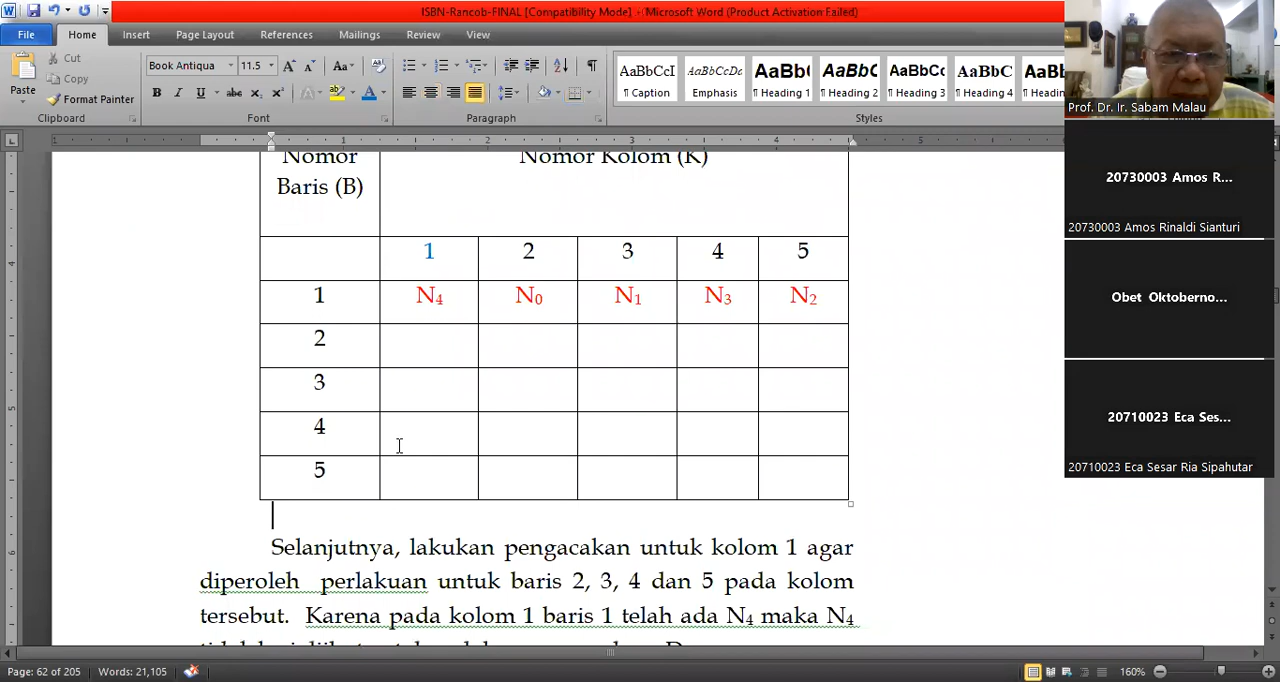 ISBN-Rancob-FINAL [Compatibility Mode] - Microsoft Word (Product Activation Failed)
File Home Insert Page Layout References Mailings Review View
Cut
Copy
Format Painter
Paste
Clipboard
Book Antiqua 11.5
Font
Paragraph
AaBbCcI AaBbCcDc AaBb( AaBbC AaBbCc AaBbC AaBb
¶ Caption Emphasis ¶ Heading 1 ¶ Heading 2 ¶ Heading 3 ¶ Heading 4 ¶ Head
Styles
Nomor Baris (B) Nomor Kolom (K)
1 2 3 4 5
1 N4 N0 N1 N3 N2
2
3
4
5
Selanjutnya, lakukan pengacakan untuk kolom 1 agar
diperoleh perlakuan untuk baris 2, 3, 4 dan 5 pada kolom
tersebut. Karena pada kolom 1 baris 1 telah ada N4 maka N4
Page: 62 of 205 Words: 21,105 160%
Prof. Dr. Ir. Sabam Malau
20730003 Amos R...
20730003 Amos Rinaldi Sianturi
Obet Oktoberno...
20710023 Eca Ses...
20710023 Eca Sesar Ria Sipahutar